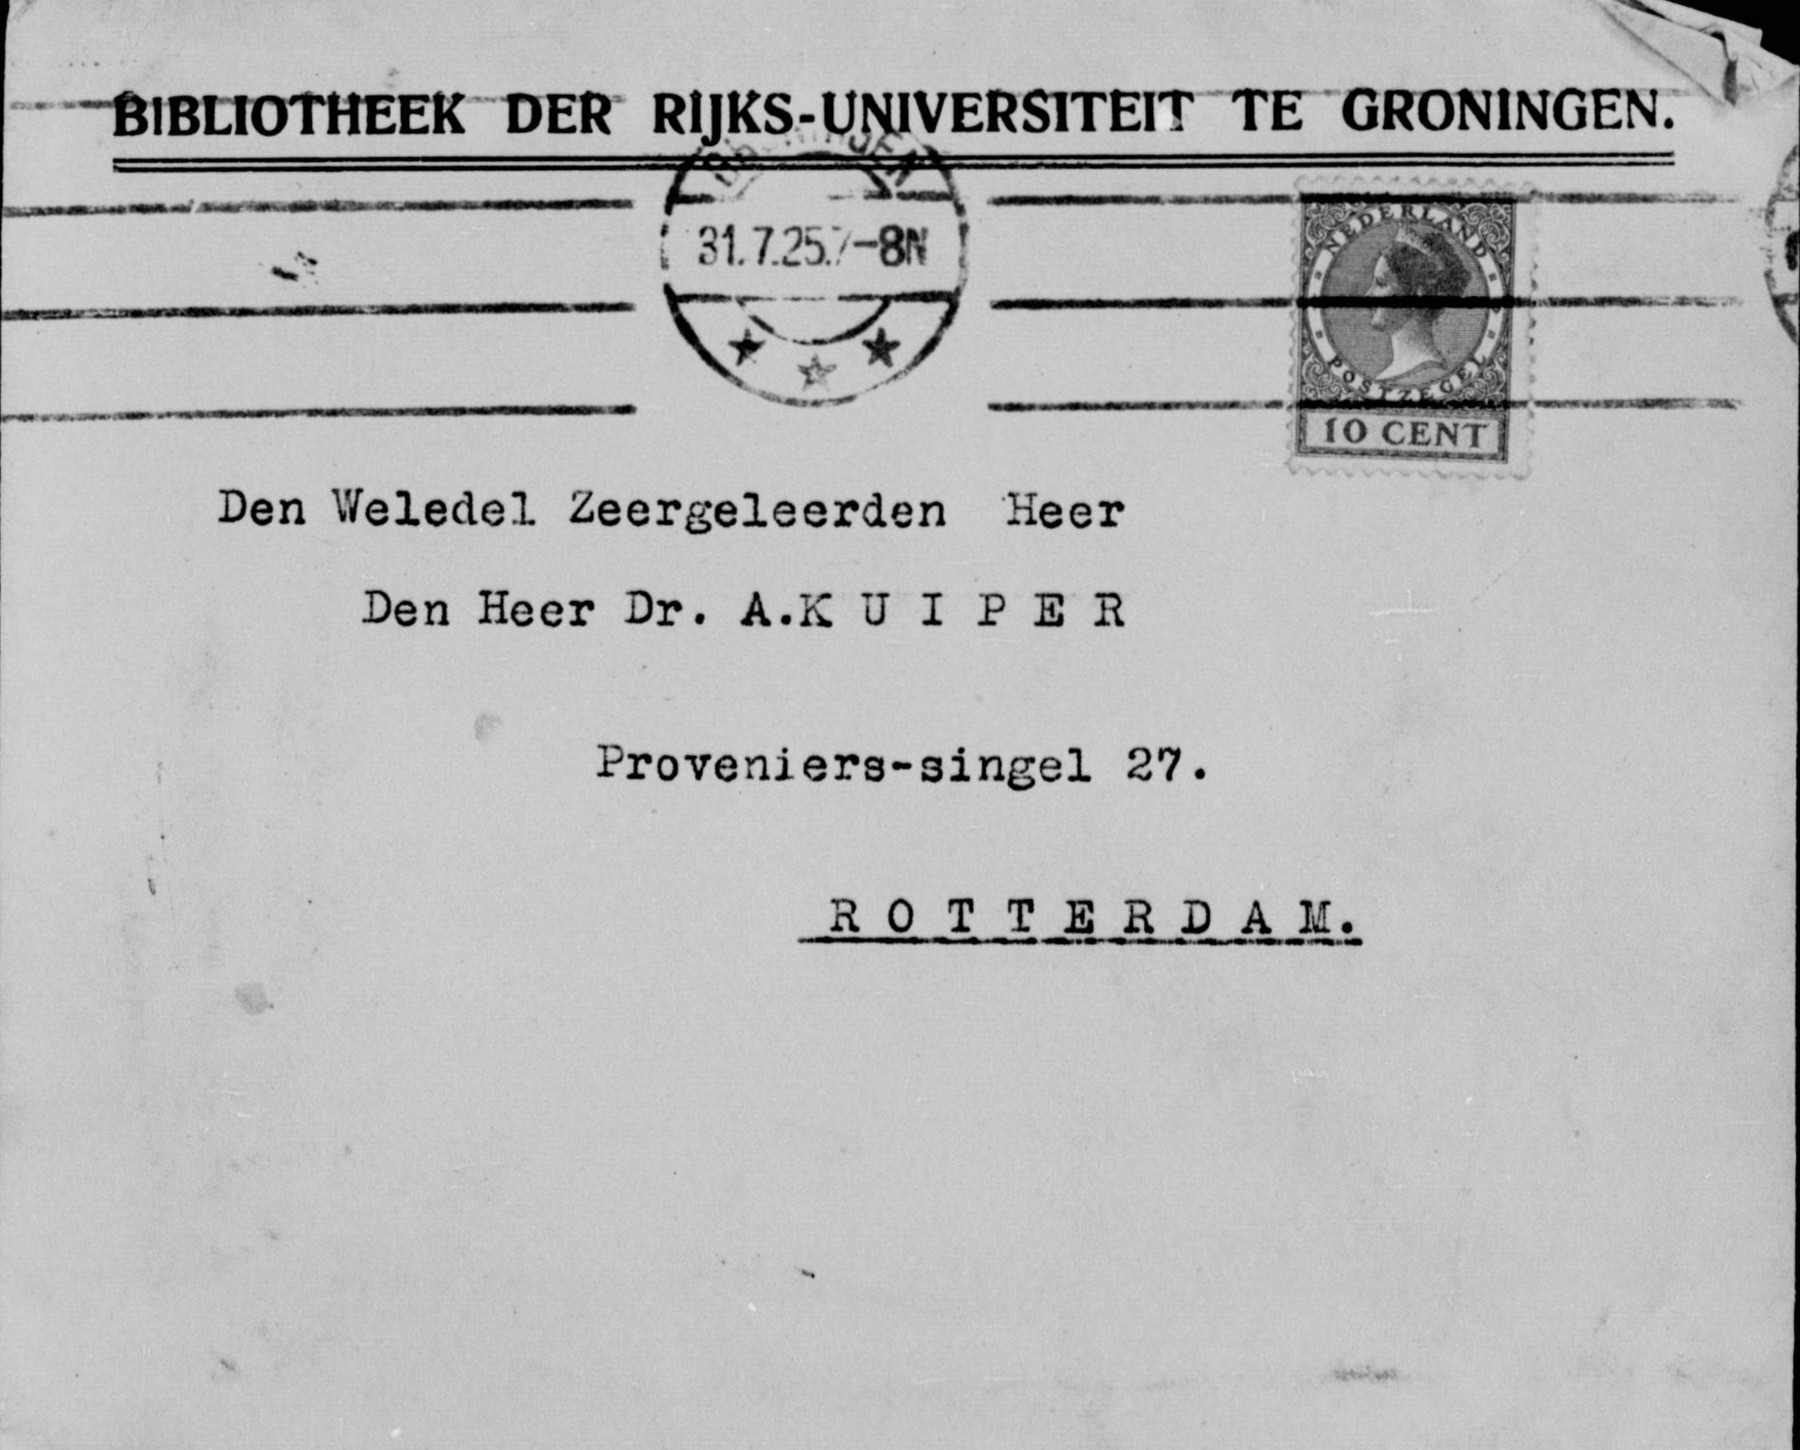 BIBLIOTHEEK DER RIJKS-UNIVERSITEIT TE GRONINGEN.
GRONINGEN
31.7.25.7-8N
NEDERLAND
POSTZEGEL
10 CENT
Den Weledel Zeergeleerden Heer
Den Heer Dr. A.K U I P E R
Proveniers-singel 27.
R O T T E R D A M.